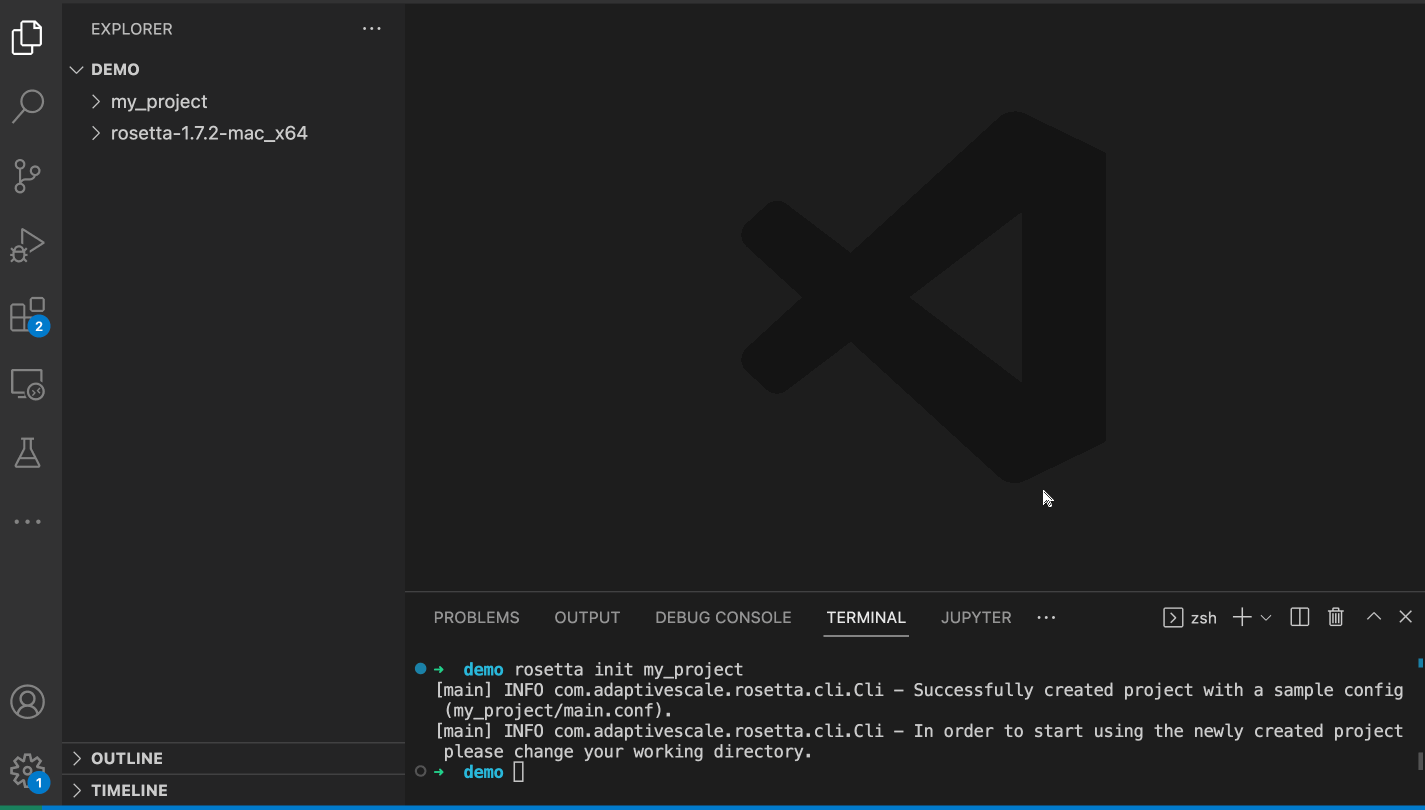 EXPLORER
DEMO
my_project
rosetta-1.7.2-mac_x64
2
1
OUTLINE
TIMELINE
PROBLEMS OUTPUT DEBUG CONSOLE TERMINAL JUPYTER zsh
demo rosetta init my_project
[main] INFO com.adaptivescale.rosetta.cli.Cli – Successfully created project with a sample config
(my_project/main.conf).
[main] INFO com.adaptivescale.rosetta.cli.Cli – In order to start using the newly created project
please change your working directory.
demo